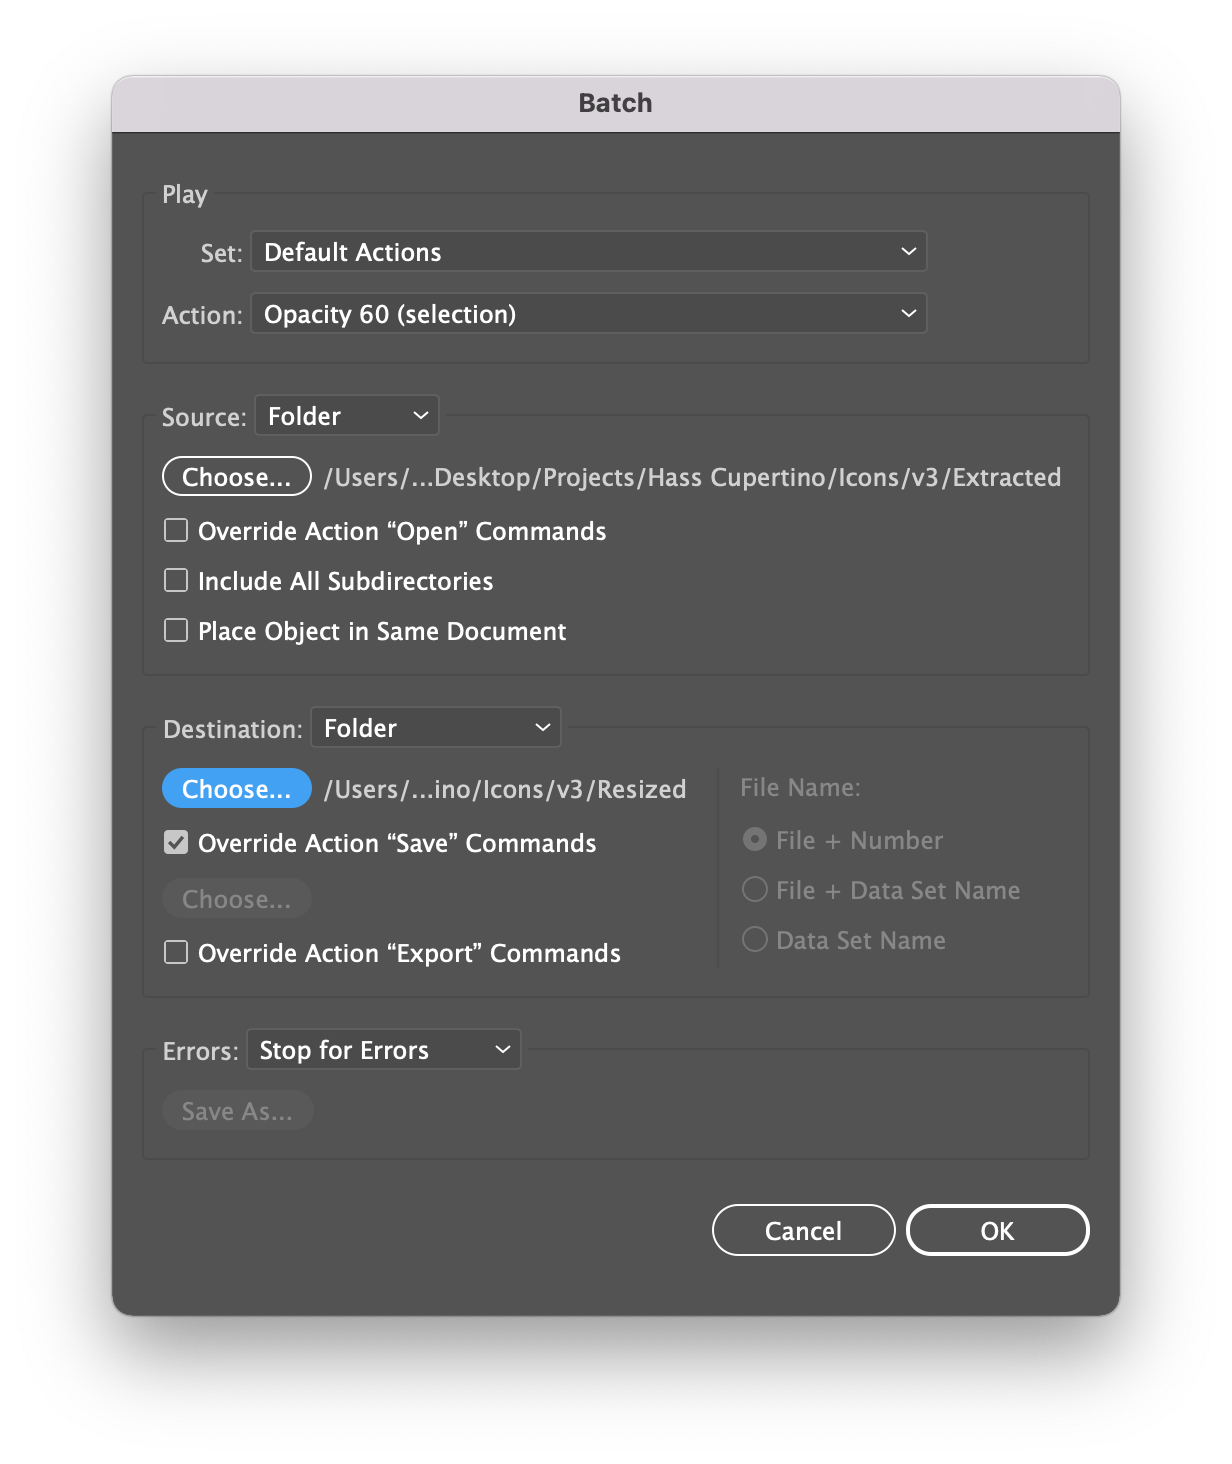 Batch
Play
Set: Default Actions
Action: Opacity 60 (selection)
Source: Folder
Choose... /Users/...Desktop/Projects/Hass Cupertino/Icons/v3/Extracted
Override Action “Open” Commands
Include All Subdirectories
Place Object in Same Document
Destination: Folder
Choose... /Users/...ino/Icons/v3/Resized
Override Action “Save” Commands
Choose...
Override Action “Export” Commands
File Name:
File + Number
File + Data Set Name
Data Set Name
Errors: Stop for Errors
Save As...
Cancel OK